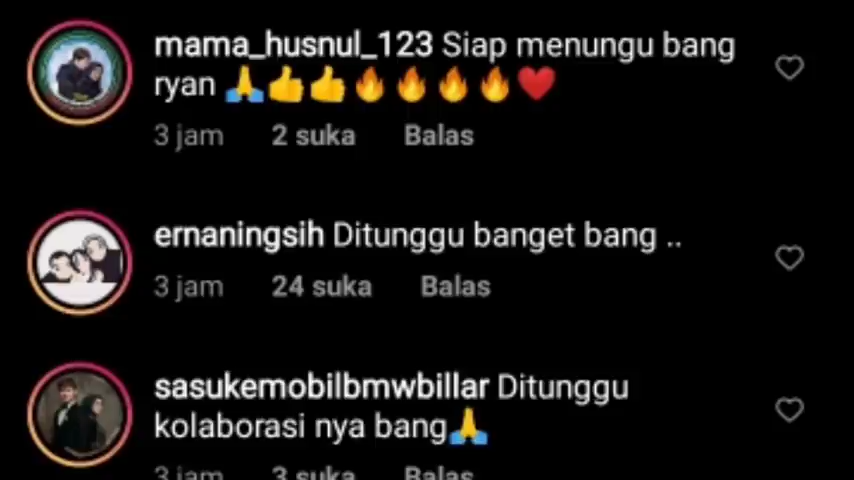 mama_husnul_123 Siap menungu bang
ryan 🙏👍👍🔥🔥🔥🔥❤️
3 jam 2 suka Balas
ernaningsih Ditunggu banget bang ..
3 jam 24 suka Balas
sasukemobilbmwbillar Ditunggu
kolaborasi nya bang🙏
3 jam 3 suka Balas